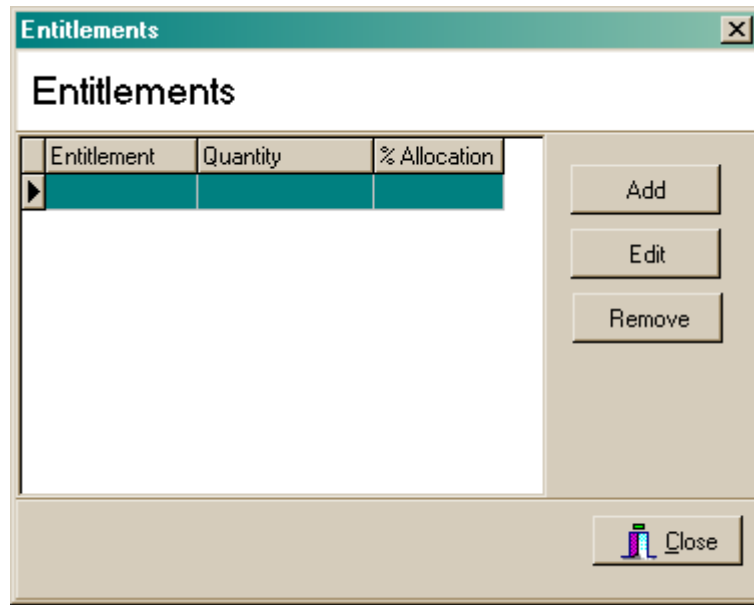 Entitlements
Entitlements
Entitlement Quantity % Allocation
Add
Edit
Remove
Close